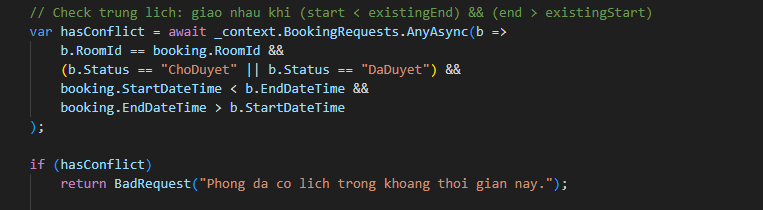 // Check trung lich: giao nhau khi (start < existingEnd) && (end > existingStart)
var hasConflict = await _context.BookingRequests.AnyAsync(b =>
    b.RoomId == booking.RoomId &&
    (b.Status == "ChoDuyet" || b.Status == "DaDuyet") &&
    booking.StartDateTime < b.EndDateTime &&
    booking.EndDateTime > b.StartDateTime
);

if (hasConflict)
    return BadRequest("Phong da co lich trong khoang thoi gian nay.");